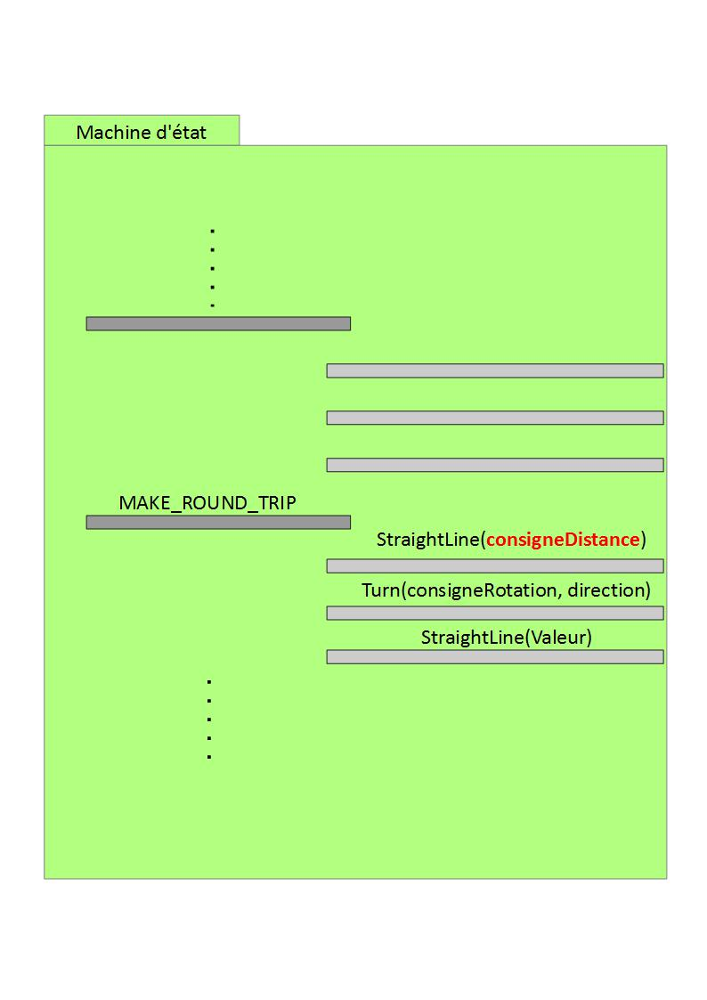 Machine d'état
MAKE_ROUND_TRIP
StraightLine(consigneDistance)
Turn(consigneRotation, direction)
StraightLine(Valeur)